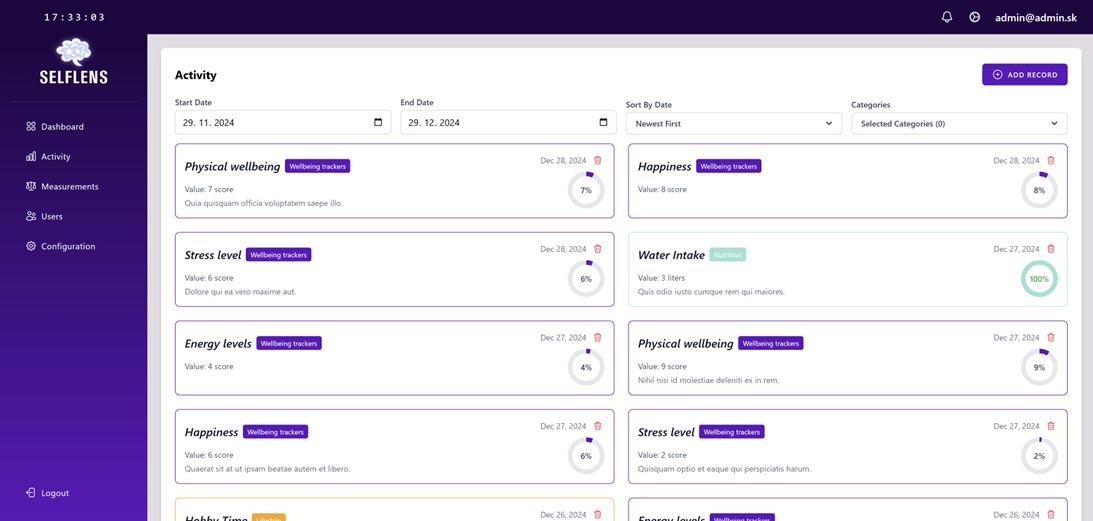 17:33:03
admin@admin.sk
SELFLENS
Dashboard
Activity
Measurements
Users
Configuration
Logout
Activity
ADD RECORD
Start Date
End Date
Sort By Date
Categories
29. 11. 2024
29. 12. 2024
Newest First
Selected Categories (0)
Physical wellbeing Wellbeing trackers Dec 28, 2024
Value: 7 score
Quia quisquam officia voluptatem saepe illo.
7%
Happiness Wellbeing trackers Dec 28, 2024
Value: 8 score
8%
Stress level Wellbeing trackers Dec 28, 2024
Value: 6 score
Dolore qui ea vero maxime aut.
6%
Water Intake Nutrition Dec 27, 2024
Value: 3 liters
Quis odio iusto cumque rem qui maiores.
100%
Energy levels Wellbeing trackers Dec 27, 2024
Value: 4 score
4%
Physical wellbeing Wellbeing trackers Dec 27, 2024
Value: 9 score
Nihil nisi id molestiae deleniti ex in rem.
9%
Happiness Wellbeing trackers Dec 27, 2024
Value: 6 score
Quaerat sit at ut ipsam beatae autem et libero.
6%
Stress level Wellbeing trackers Dec 27, 2024
Value: 2 score
Quisquam optio et eaque qui perspiciatis harum.
2%
Hobby Time Lifestyle Dec 26, 2024
Energy levels Wellbeing trackers Dec 26, 2024